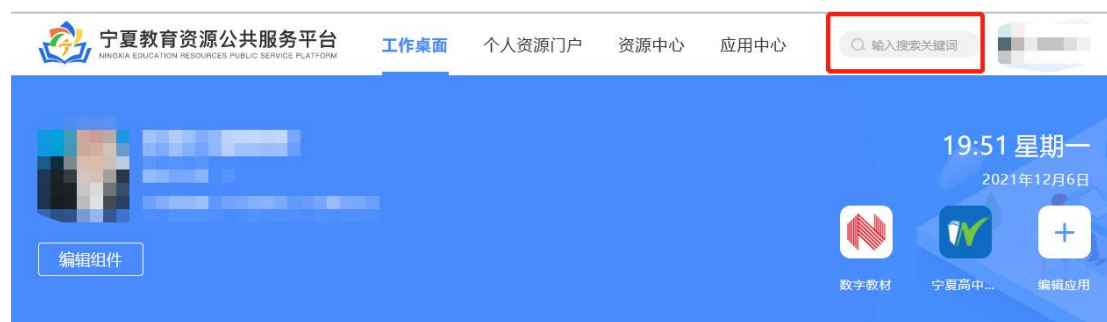 宁夏教育资源公共服务平台
NINGXIA EDUCATION RESOURCES PUBLIC SERVICE PLATFORM
工作桌面 个人资源门户 资源中心 应用中心 输入搜索关键词
19:51 星期一
2021年12月6日
编辑组件
数字教材 宁夏高中... 编辑应用